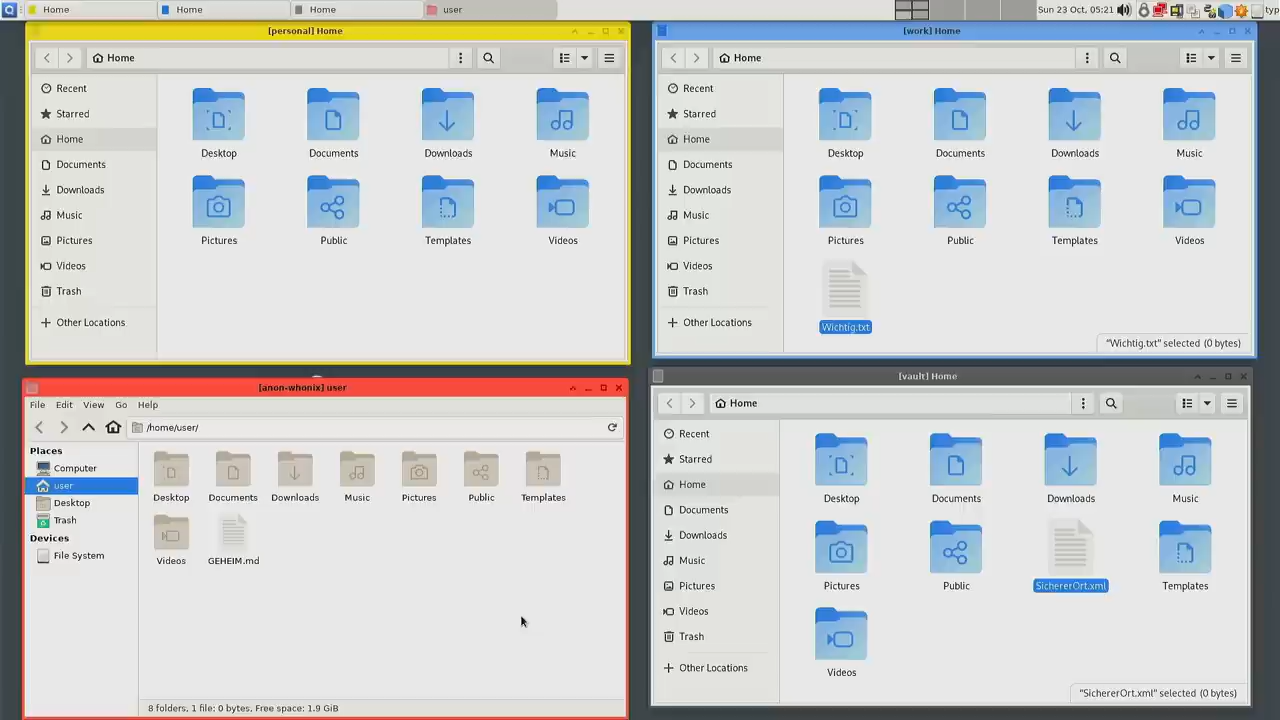 Home
Home
Home
user
Sun 23 Oct, 05:21
typ
[personal] Home
Home
Recent
Starred
Home
Documents
Downloads
Music
Pictures
Videos
Trash
Other Locations
Desktop
Documents
Downloads
Music
Pictures
Public
Templates
Videos
[work] Home
Home
Recent
Starred
Home
Documents
Downloads
Music
Pictures
Videos
Trash
Other Locations
Desktop
Documents
Downloads
Music
Pictures
Public
Templates
Videos
Wichtig.txt
"Wichtig.txt" selected (0 bytes)
[anon-whonix] user
File Edit View Go Help
/home/user/
Places
Computer
user
Desktop
Trash
Devices
File System
Desktop
Documents
Downloads
Music
Pictures
Public
Templates
Videos
GEHEIM.md
8 folders, 1 file: 0 bytes, Free space: 1.9 GiB
[vault] Home
Home
Recent
Starred
Home
Documents
Downloads
Music
Pictures
Videos
Trash
Other Locations
Desktop
Documents
Downloads
Music
Pictures
Public
SichererOrt.xml
Templates
Videos
"SichererOrt.xml" selected (0 bytes)